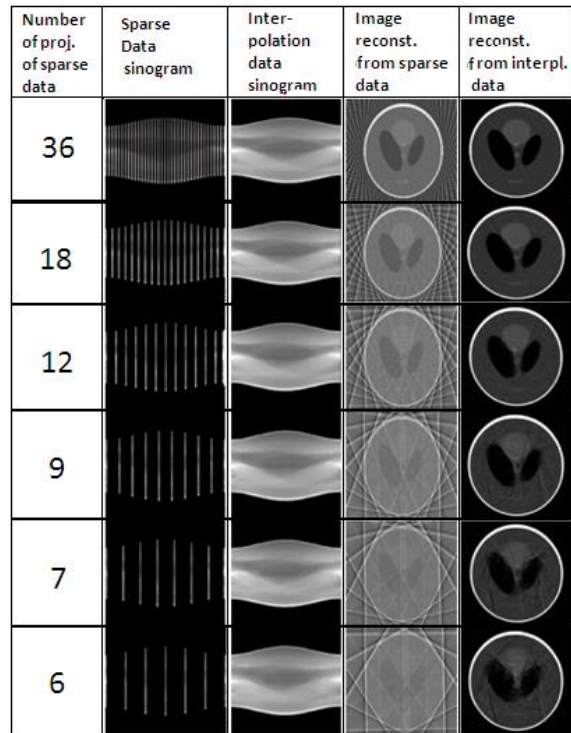 Number
of proj.
of sparse
data
Sparse
Data
sinogram
Inter-
polation
data
sinogram
Image
reconst.
from sparse
data
Image
reconst.
from interpl.
data
36
18
12
9
7
6